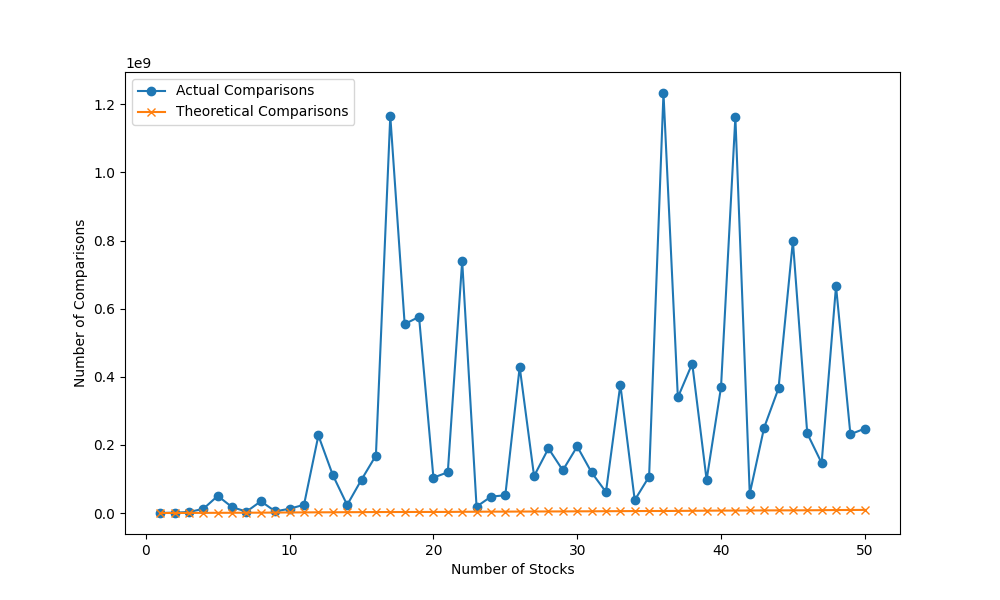 1e9
Actual Comparisons
Theoretical Comparisons
1.2
1.0
0.8
0.6
0.4
0.2
0.0
Number of Comparisons
0 10 20 30 40 50
Number of Stocks